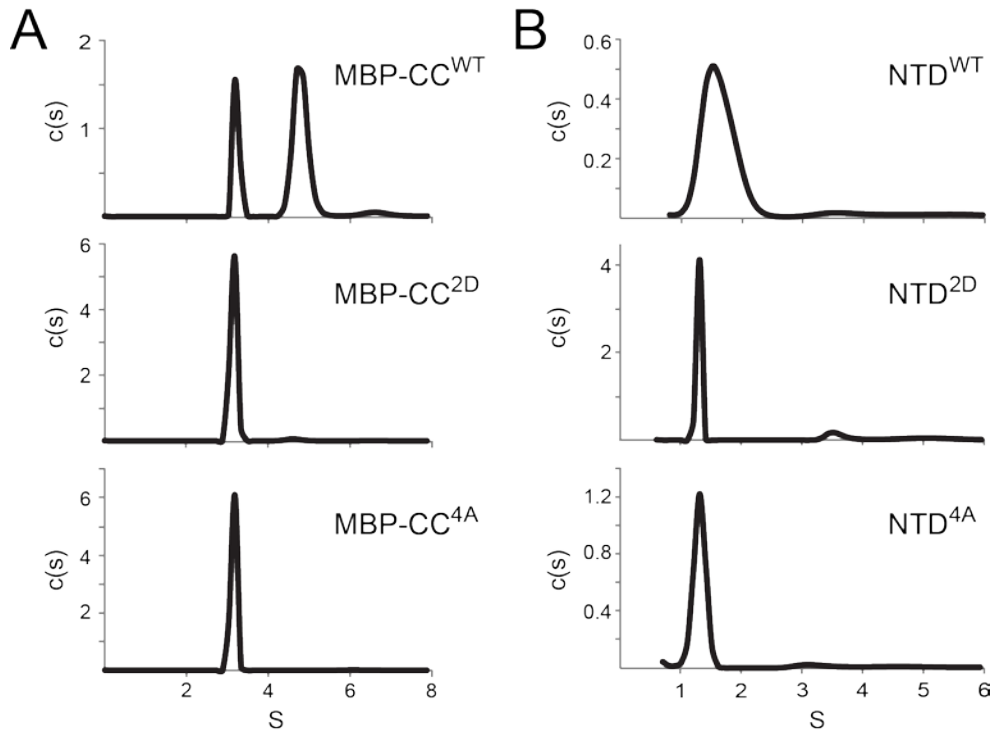 A
2
1
c(s)
MBP-CC^WT
6
4
2
c(s)
MBP-CC^2D
6
4
2
c(s)
MBP-CC^4A
2 4 6 8
S
B
0.6
0.4
0.2
c(s)
NTD^WT
4
2
c(s)
NTD^2D
1.2
0.8
0.4
c(s)
NTD^4A
1 2 3 4 5 6
S